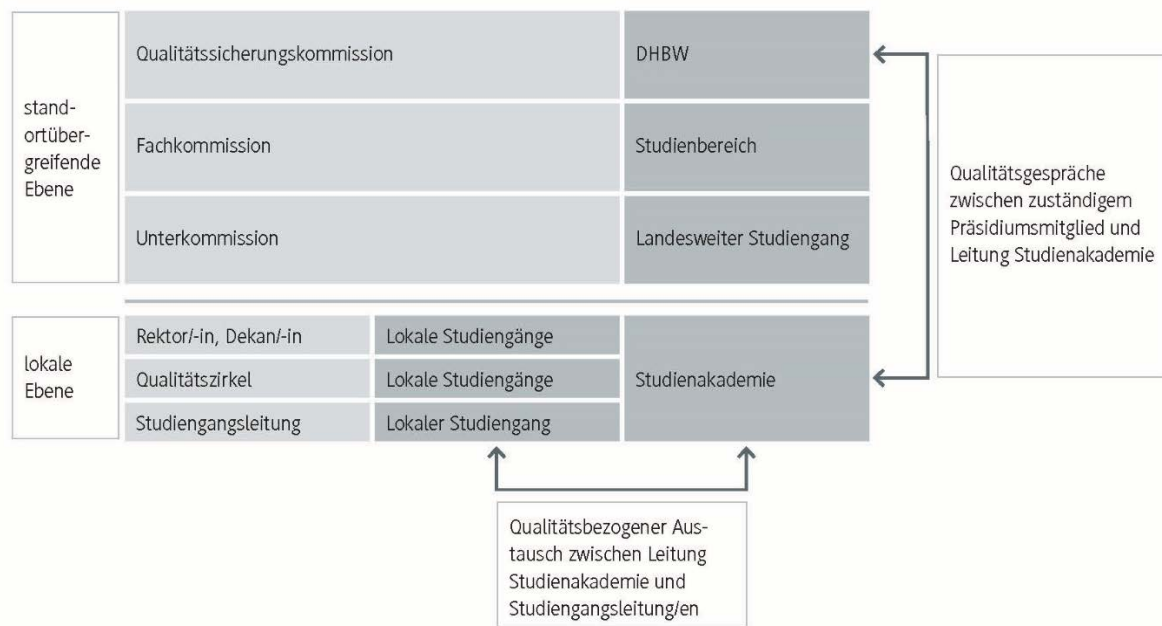 Qualitätssicherungskommission
DHBW
stand-
ortüber-
greifende
Ebene
Fachkommission
Studienbereich
Unterkommission
Landesweiter Studiengang
Qualitätsgespräche
zwischen zuständigem
Präsidiumsmitglied und
Leitung Studienakademie
lokale
Ebene
Rektor/-in, Dekan/-in
Lokale Studiengänge
Qualitätszirkel
Lokale Studiengänge
Studienakademie
Studiengangsleitung
Lokaler Studiengang
Qualitätsbezogener Aus-
tausch zwischen Leitung
Studienakademie und
Studiengangsleitung/en